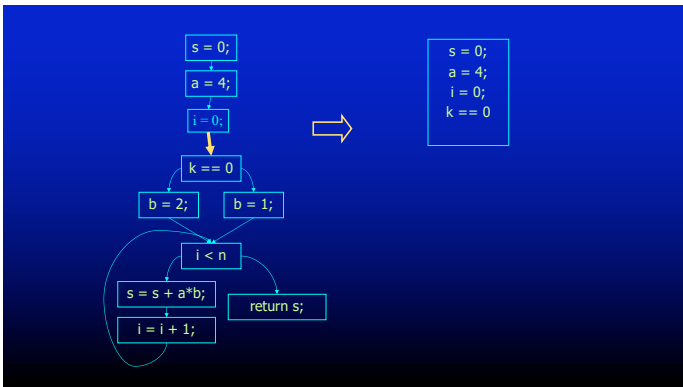 s = 0;
a = 4;
i = 0;
k == 0
b = 2;
b = 1;
i < n
s = s + a*b;
return s;
i = i + 1;
s = 0;
a = 4;
i = 0;
k == 0